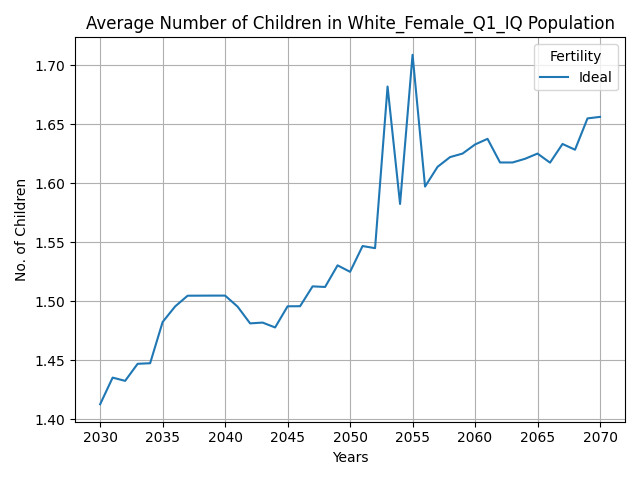 Average Number of Children in White_Female_Q1_IQ Population
Fertility
Ideal
No. of Children
1.70
1.65
1.60
1.55
1.50
1.45
1.40
2030 2035 2040 2045 2050 2055 2060 2065 2070
Years